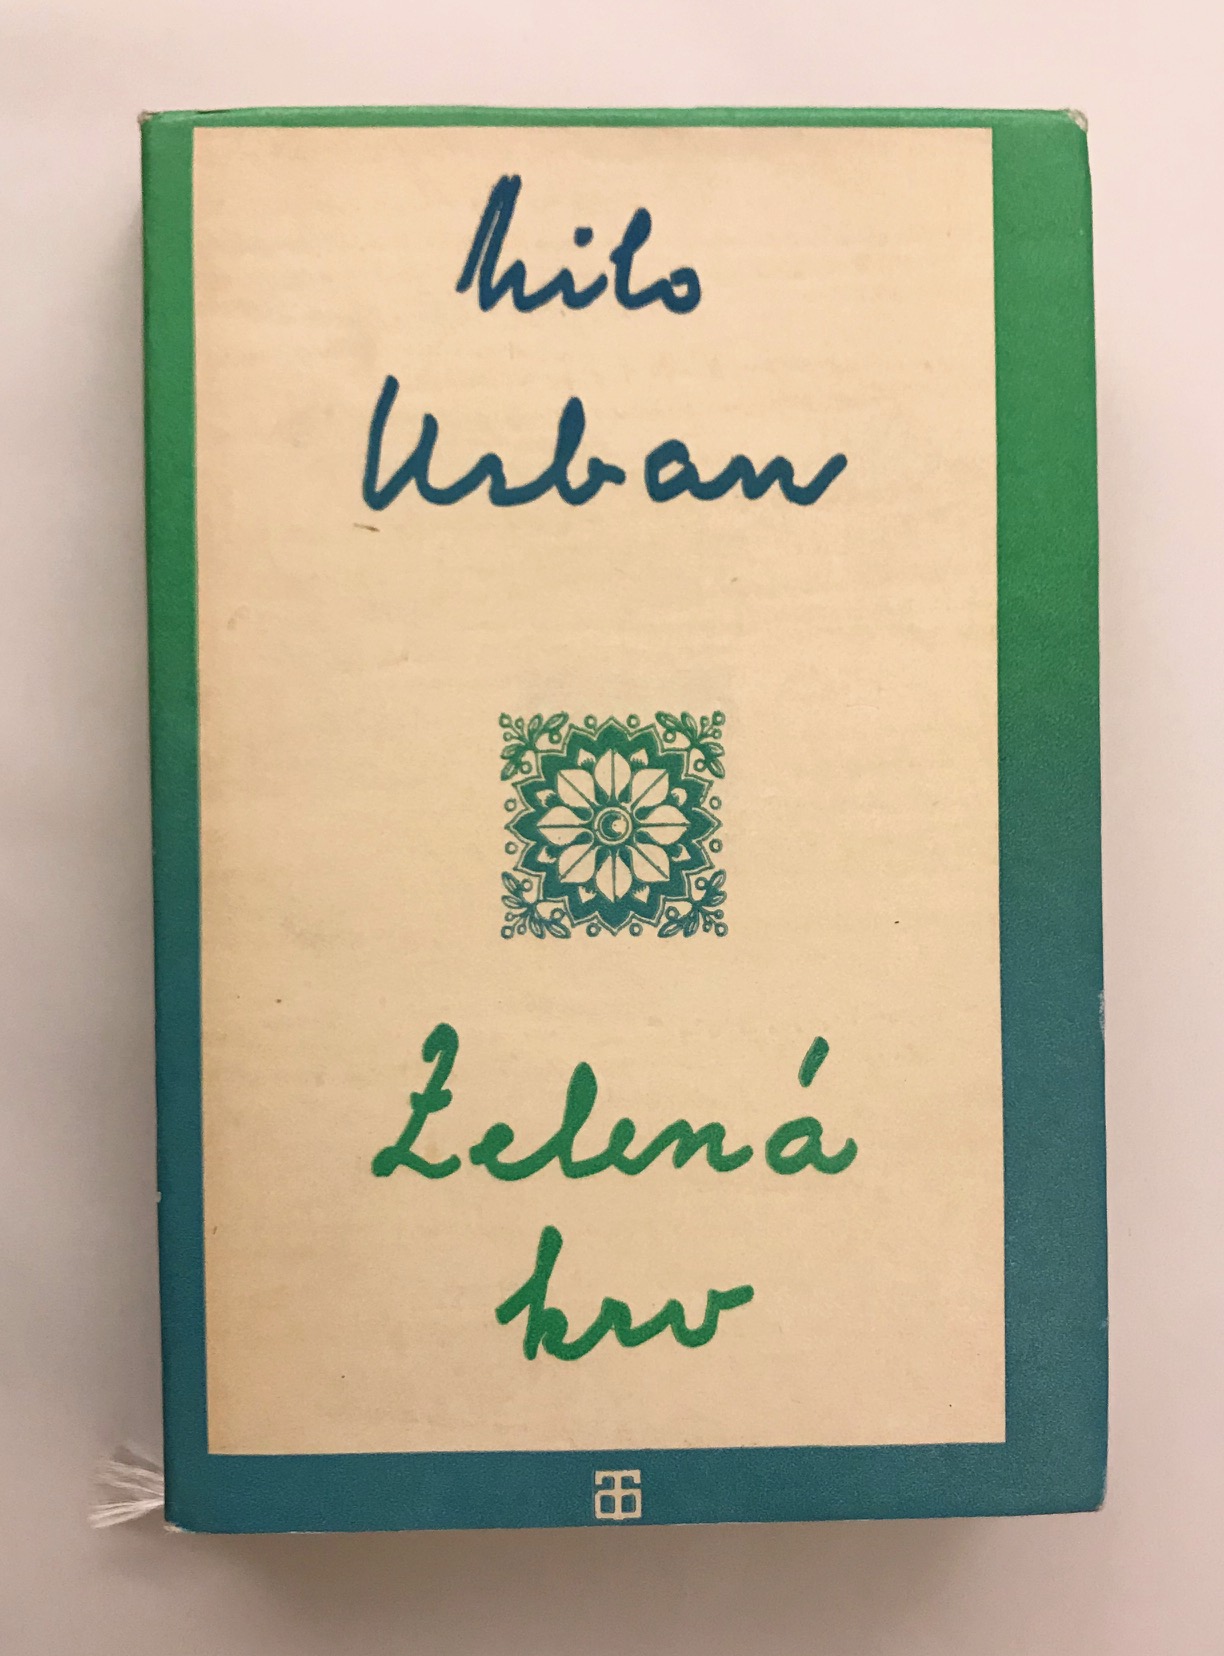 Milo
Urban
Zelená
krv